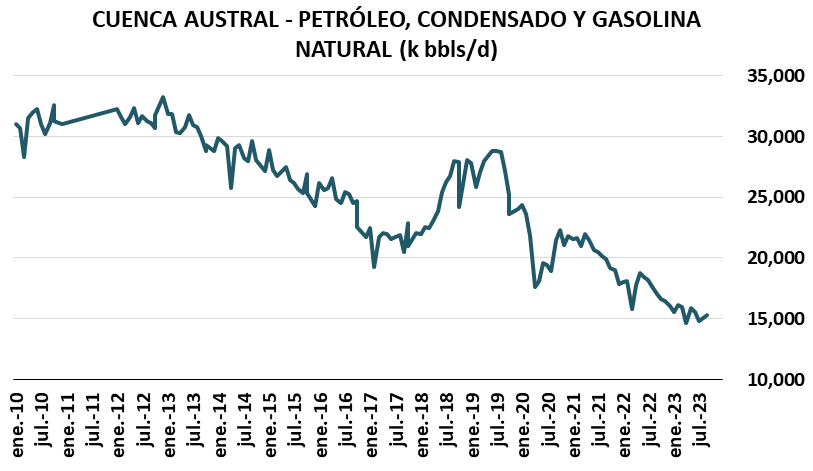 CUENCA AUSTRAL - PETRÓLEO, CONDENSADO Y GASOLINA
NATURAL (k bbls/d)
35,000
30,000
25,000
20,000
15,000
10,000
ene.-10
jul.-10
ene.-11
jul.-11
ene.-12
jul.-12
ene.-13
jul.-13
ene.-14
jul.-14
ene.-15
jul.-15
ene.-16
jul.-16
ene.-17
jul.-17
ene.-18
jul.-18
ene.-19
jul.-19
ene.-20
jul.-20
ene.-21
jul.-21
ene.-22
jul.-22
ene.-23
jul.-23